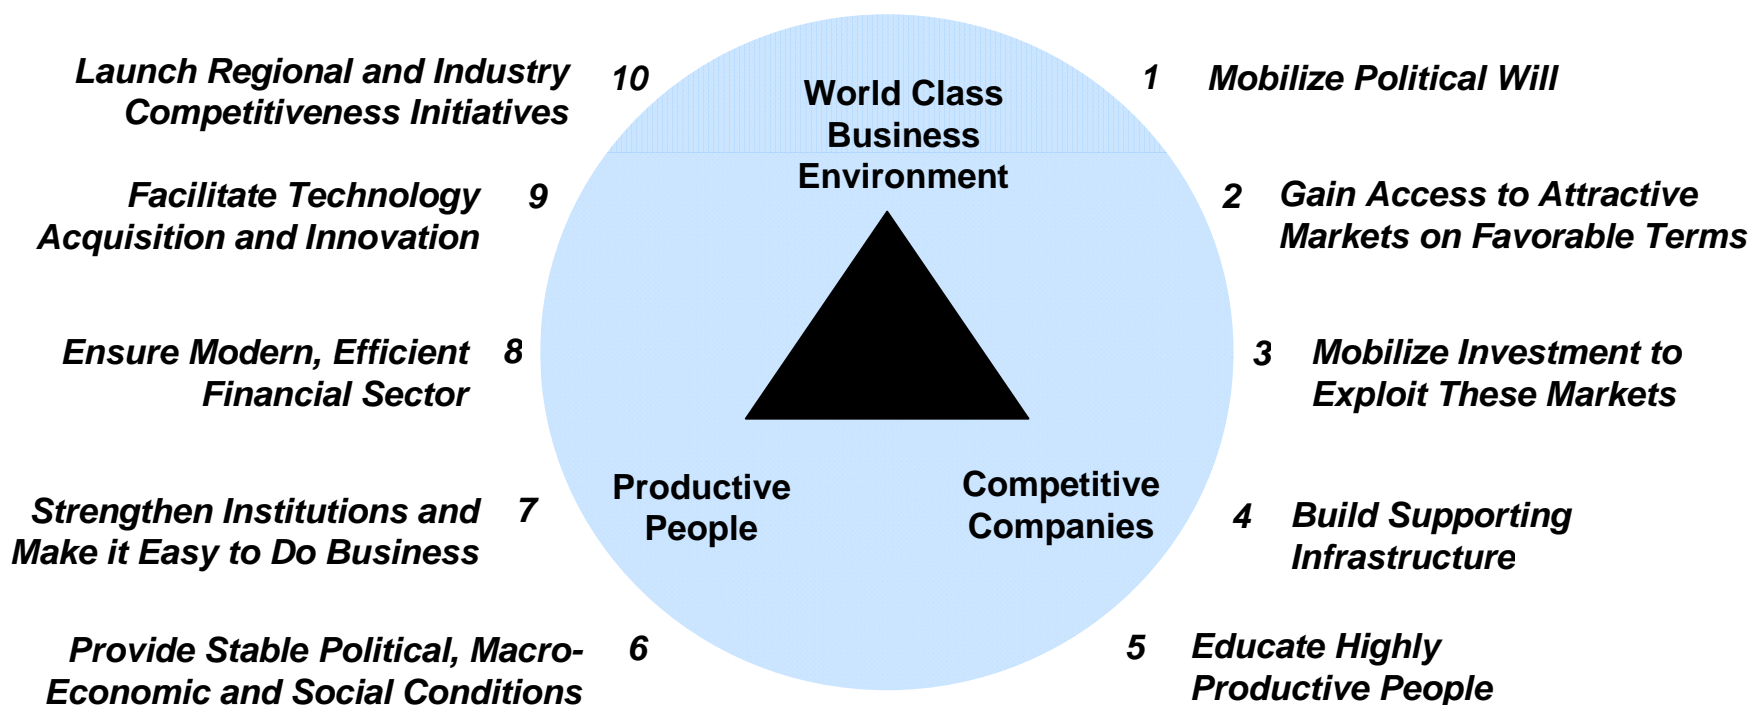 World Class
Business
Environment
Productive
People
Competitive
Companies
1 Mobilize Political Will
2 Gain Access to Attractive
Markets on Favorable Terms
3 Mobilize Investment to
Exploit These Markets
4 Build Supporting
Infrastructure
5 Educate Highly
Productive People
6 Provide Stable Political, Macro-
Economic and Social Conditions
7 Strengthen Institutions and
Make it Easy to Do Business
8 Ensure Modern, Efficient
Financial Sector
9 Facilitate Technology
Acquisition and Innovation
10 Launch Regional and Industry
Competitiveness Initiatives